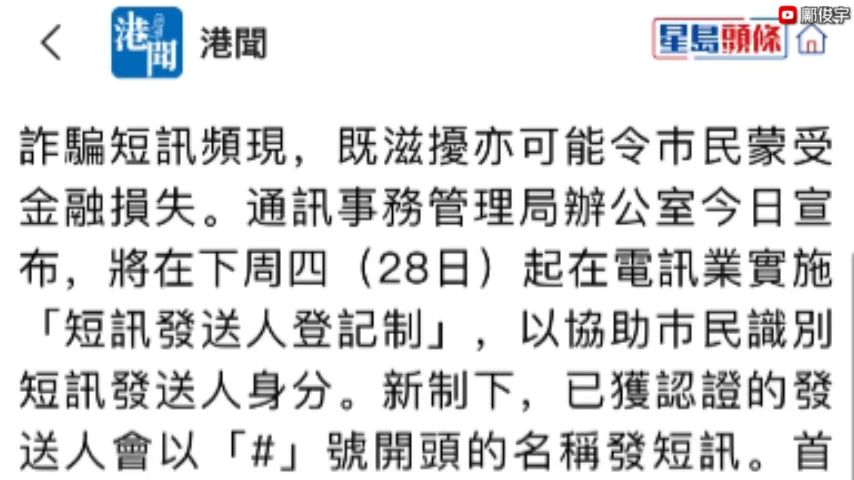 鄺俊宇
港聞
港聞
星島頭條
詐騙短訊頻現，既滋擾亦可能令市民蒙受
金融損失。通訊事務管理局辦公室今日宣
布，將在下周四（28日）起在電訊業實施
「短訊發送人登記制」，以協助市民識別
短訊發送人身分。新制下，已獲認證的發
送人會以「#」號開頭的名稱發短訊。首